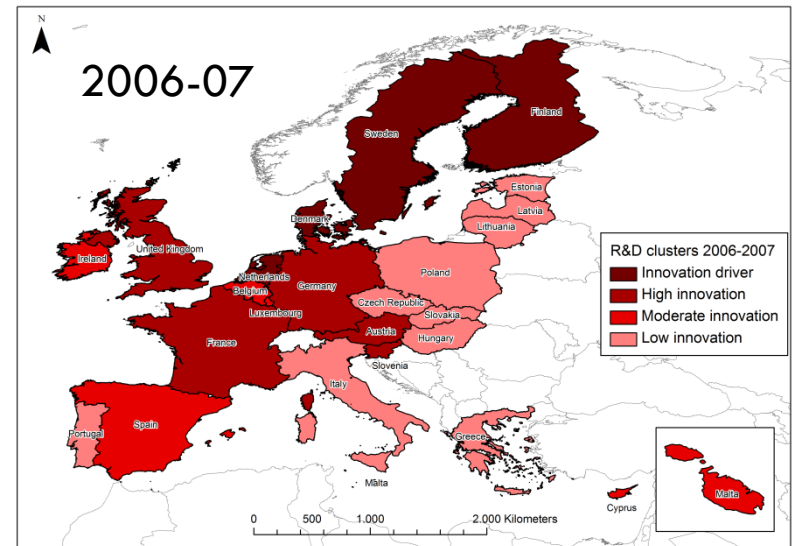 N
2006-07
Finland
Sweden
Estonia
Latvia
Denmark
Lithuania
United Kingdom
Ireland
Netherlands
Germany
Belgium
Poland
Czech Republic
Luxembourg
Slovakia
Austria
Hungary
France
Slovenia
Italy
Spain
Portugal
Greece
Malta
Cyprus
Malta
R&D clusters 2006-2007
Innovation driver
High innovation
Moderate innovation
Low innovation
0 500 1.000 2.000 Kilometers